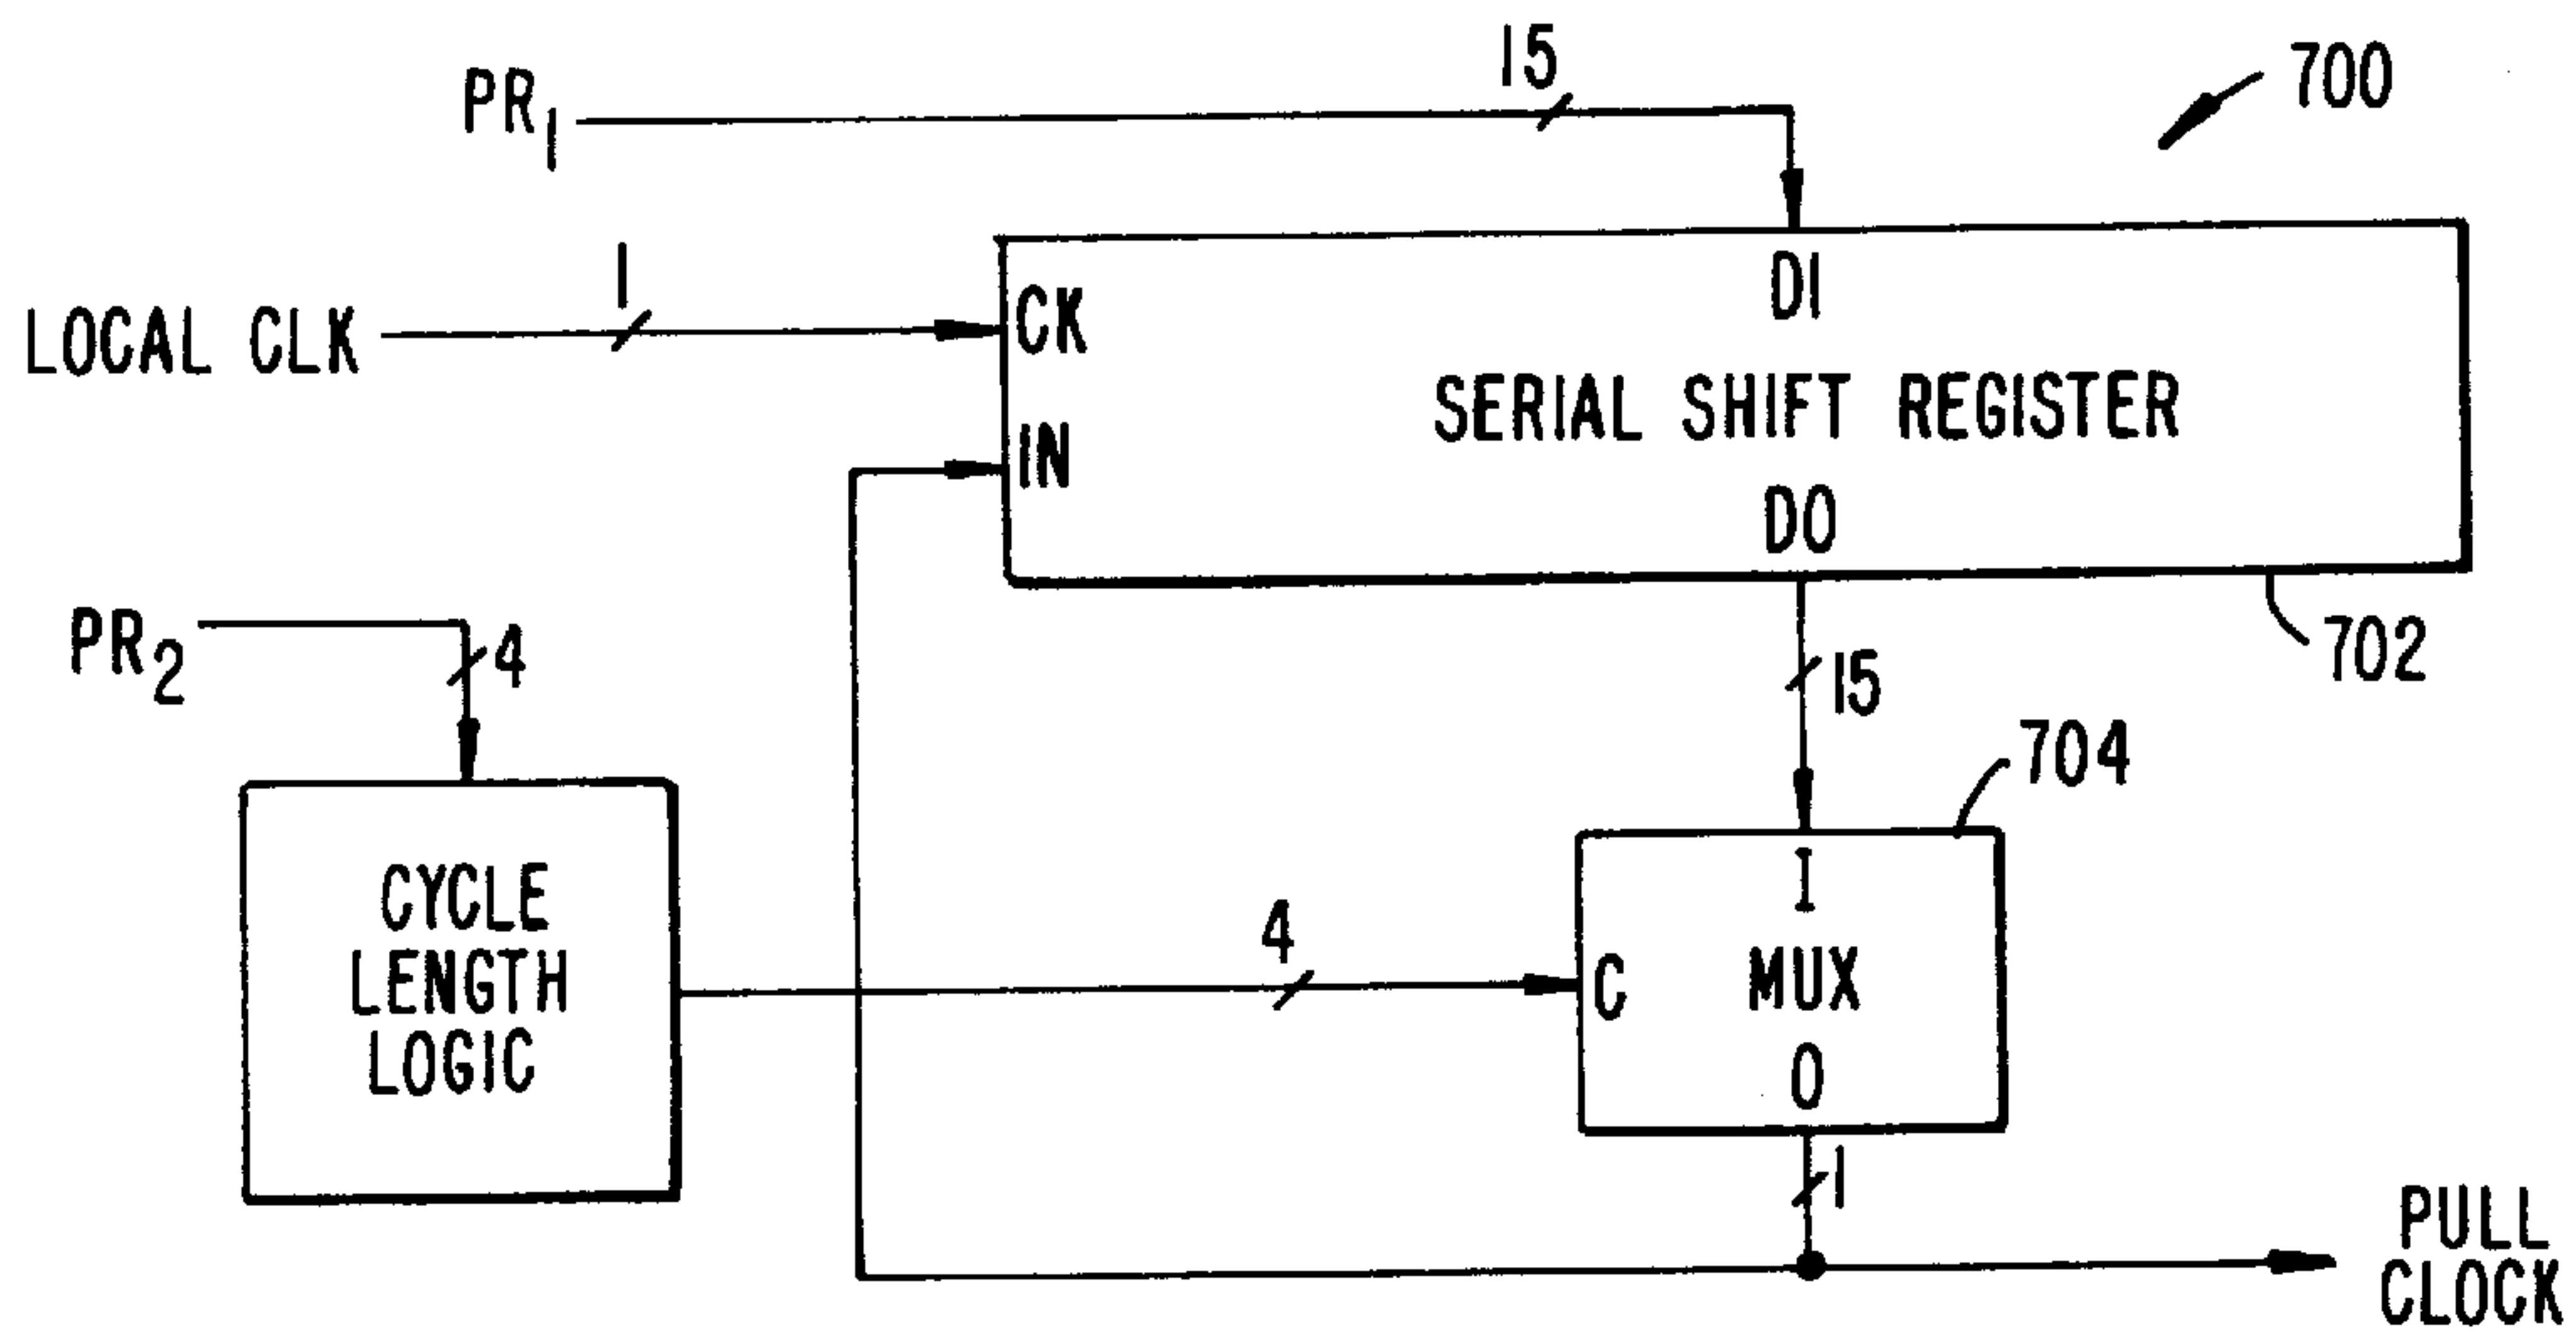 PR1
15
700
LOCAL CLK
1
CK
DI
IN
SERIAL SHIFT REGISTER
DO
702
PR2
4
15
704
CYCLE
LENGTH
LOGIC
4
C
I
MUX
O
1
PULL
CLOCK